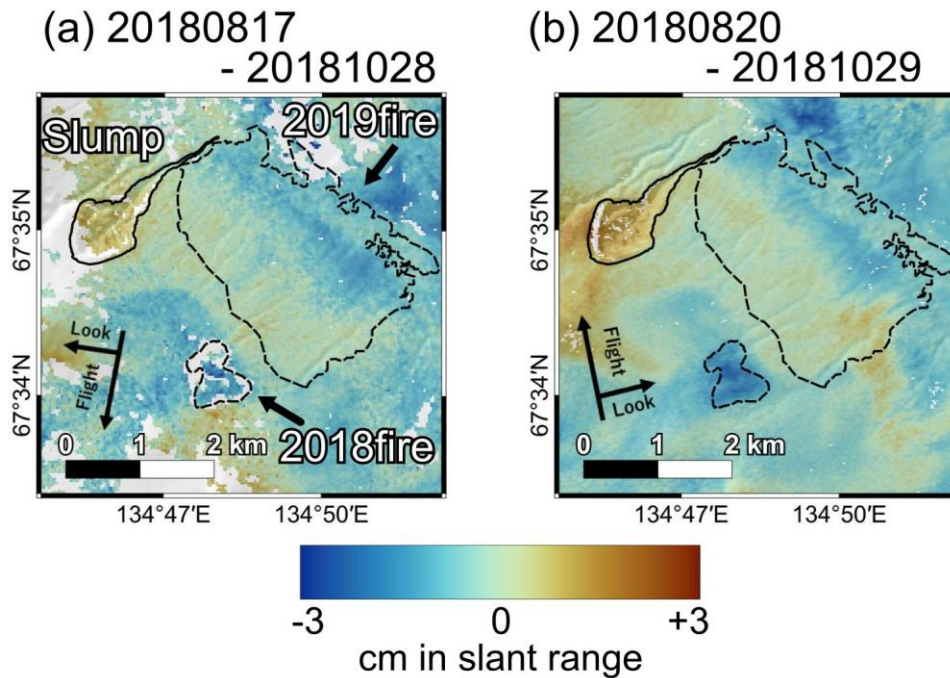 (a) 20180817
- 20181028
(b) 20180820
- 20181029
Slump
2019fire
67°35'N
67°34'N
Look
Flight
2018fire
0 1 2 km
134°47'E 134°50'E
67°35'N
67°34'N
Flight
Look
0 1 2 km
134°47'E 134°50'E
-3 0 +3
cm in slant range